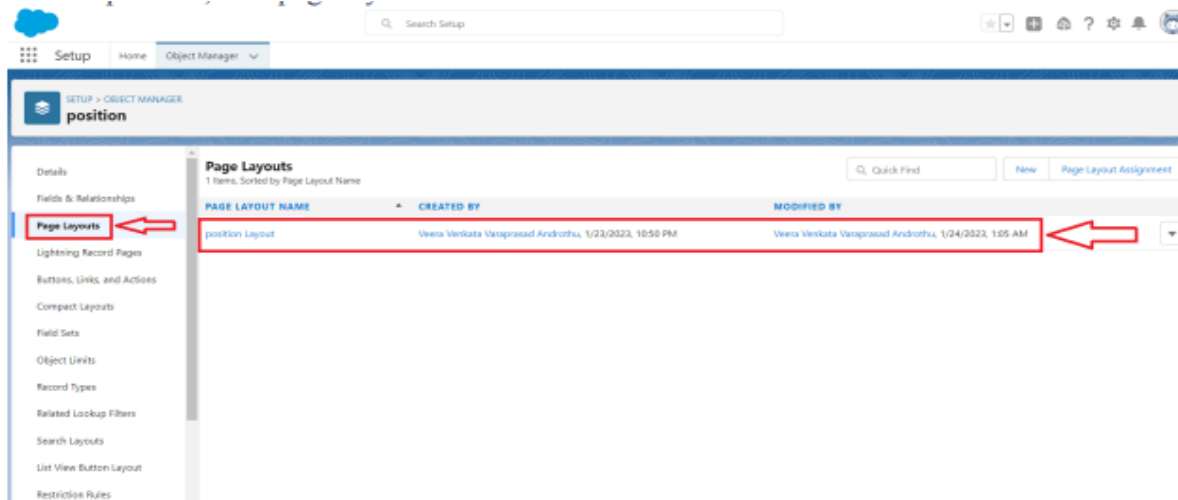 Search Setup
Setup Home Object Manager
SETUP > OBJECT MANAGER
position
Details
Fields & Relationships
Page Layouts
Lightning Record Pages
Buttons, Links, and Actions
Compact Layouts
Field Sets
Object Limits
Record Types
Related Lookup Filters
Search Layouts
List View Button Layout
Restriction Rules
Page Layouts
1 Items, Sorted by Page Layout Name
Quick Find New Page Layout Assignment
PAGE LAYOUT NAME CREATED BY MODIFIED BY
position Layout Veera Venkata Varaprasad Androthu, 1/23/2023, 10:50 PM Veera Venkata Varaprasad Androthu, 1/24/2023, 1:05 AM